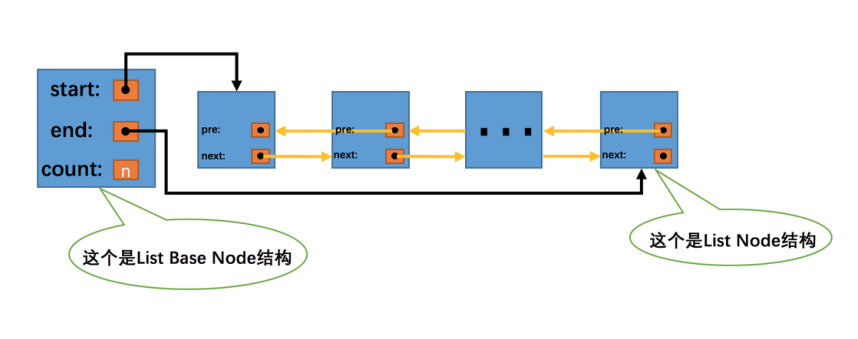 start:
end:
count: n
pre:
next:
pre:
next:
...
pre:
next:
这个是List Base Node结构
这个是List Node结构